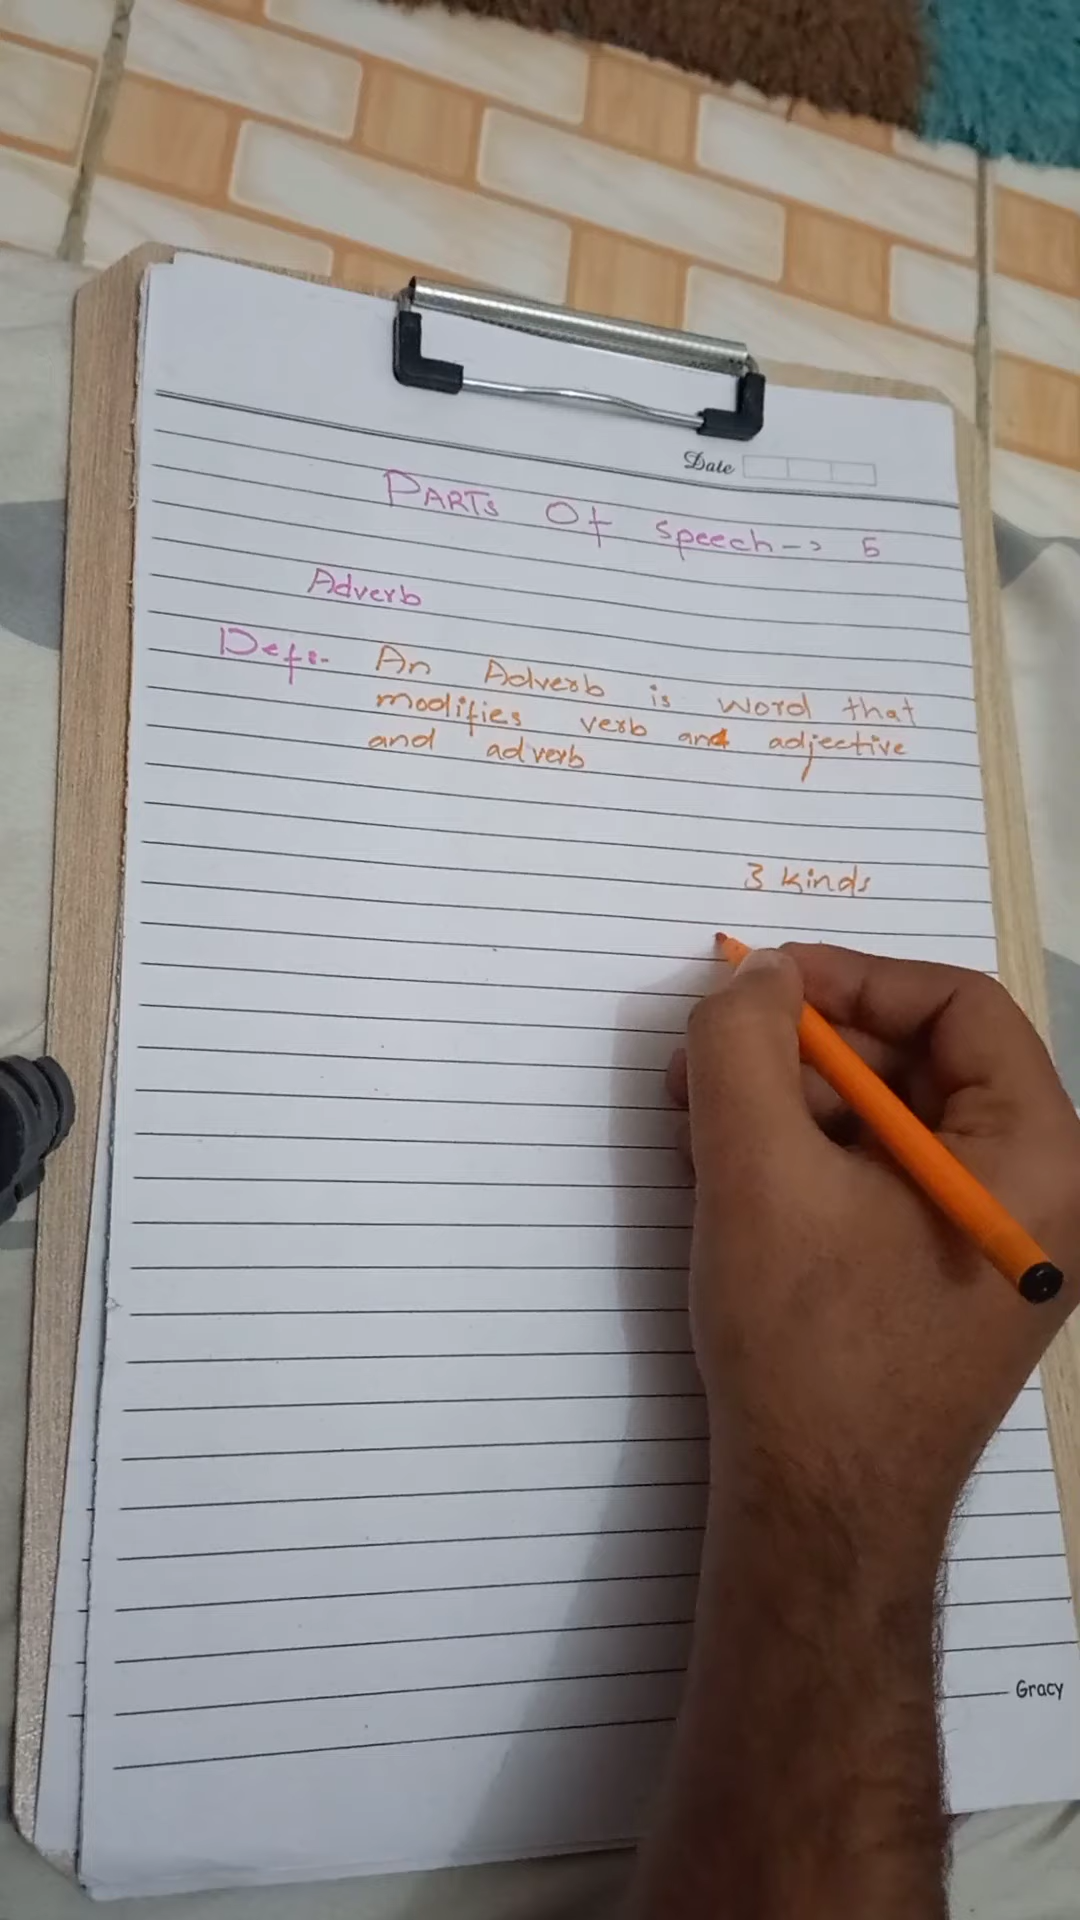 Date
PARTS Of speech -> 5
Adverb
Def:- An Adverb is word that
modifies verb and adjective
and adverb
3 kinds
Gracy